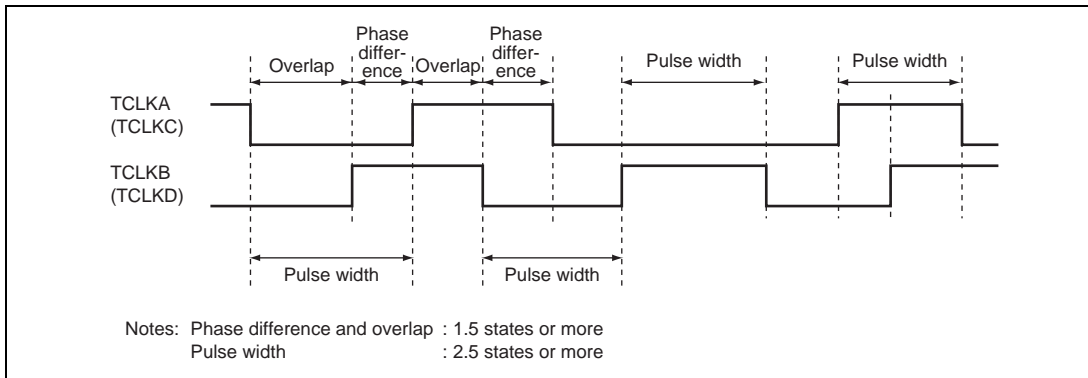 Phase
differ-
ence
Phase
differ-
ence
Overlap
Overlap
Pulse width
Pulse width
TCLKA
(TCLKC)
TCLKB
(TCLKD)
Pulse width
Pulse width
Notes: Phase difference and overlap : 1.5 states or more
Pulse width : 2.5 states or more